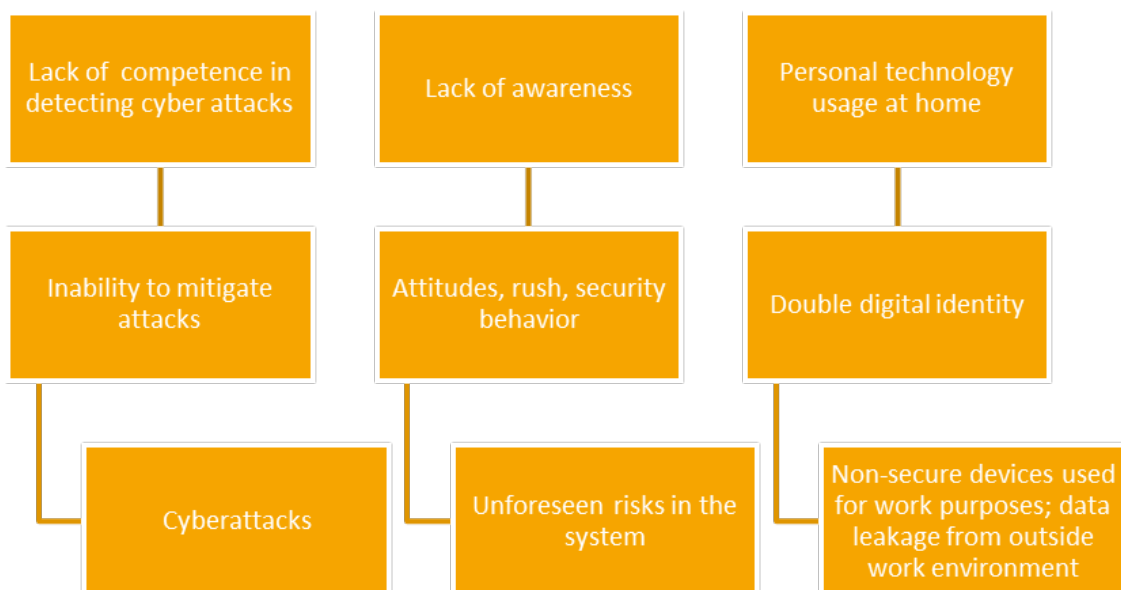 Lack of competence in
detecting cyber attacks
Lack of awareness
Personal technology
usage at home
Inability to mitigate
attacks
Attitudes, rush, security
behavior
Double digital identity
Cyberattacks
Unforeseen risks in the
system
Non-secure devices used
for work purposes; data
leakage from outside
work environment